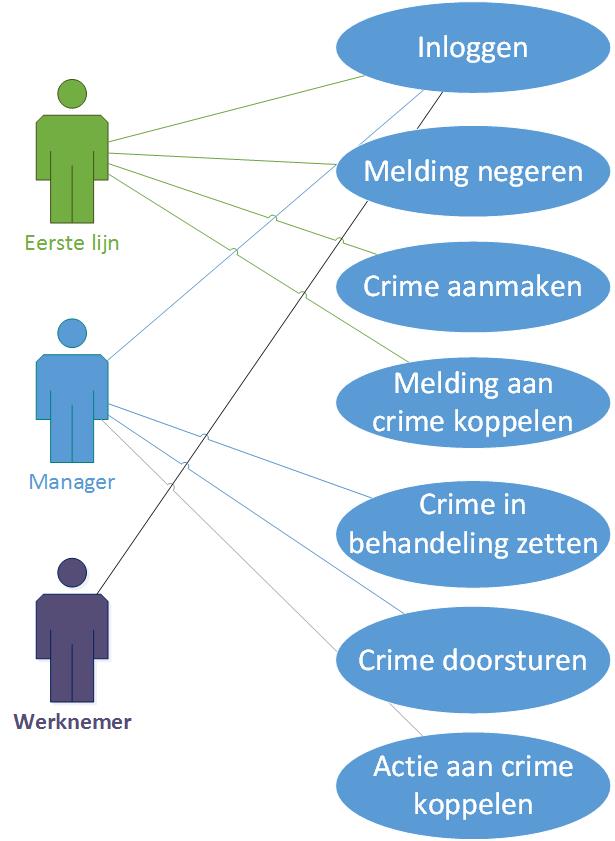 Inloggen
Melding negeren
Eerste lijn
Crime aanmaken
Melding aan
crime koppelen
Manager
Crime in
behandeling zetten
Crime doorsturen
Werknemer
Actie aan crime
koppelen